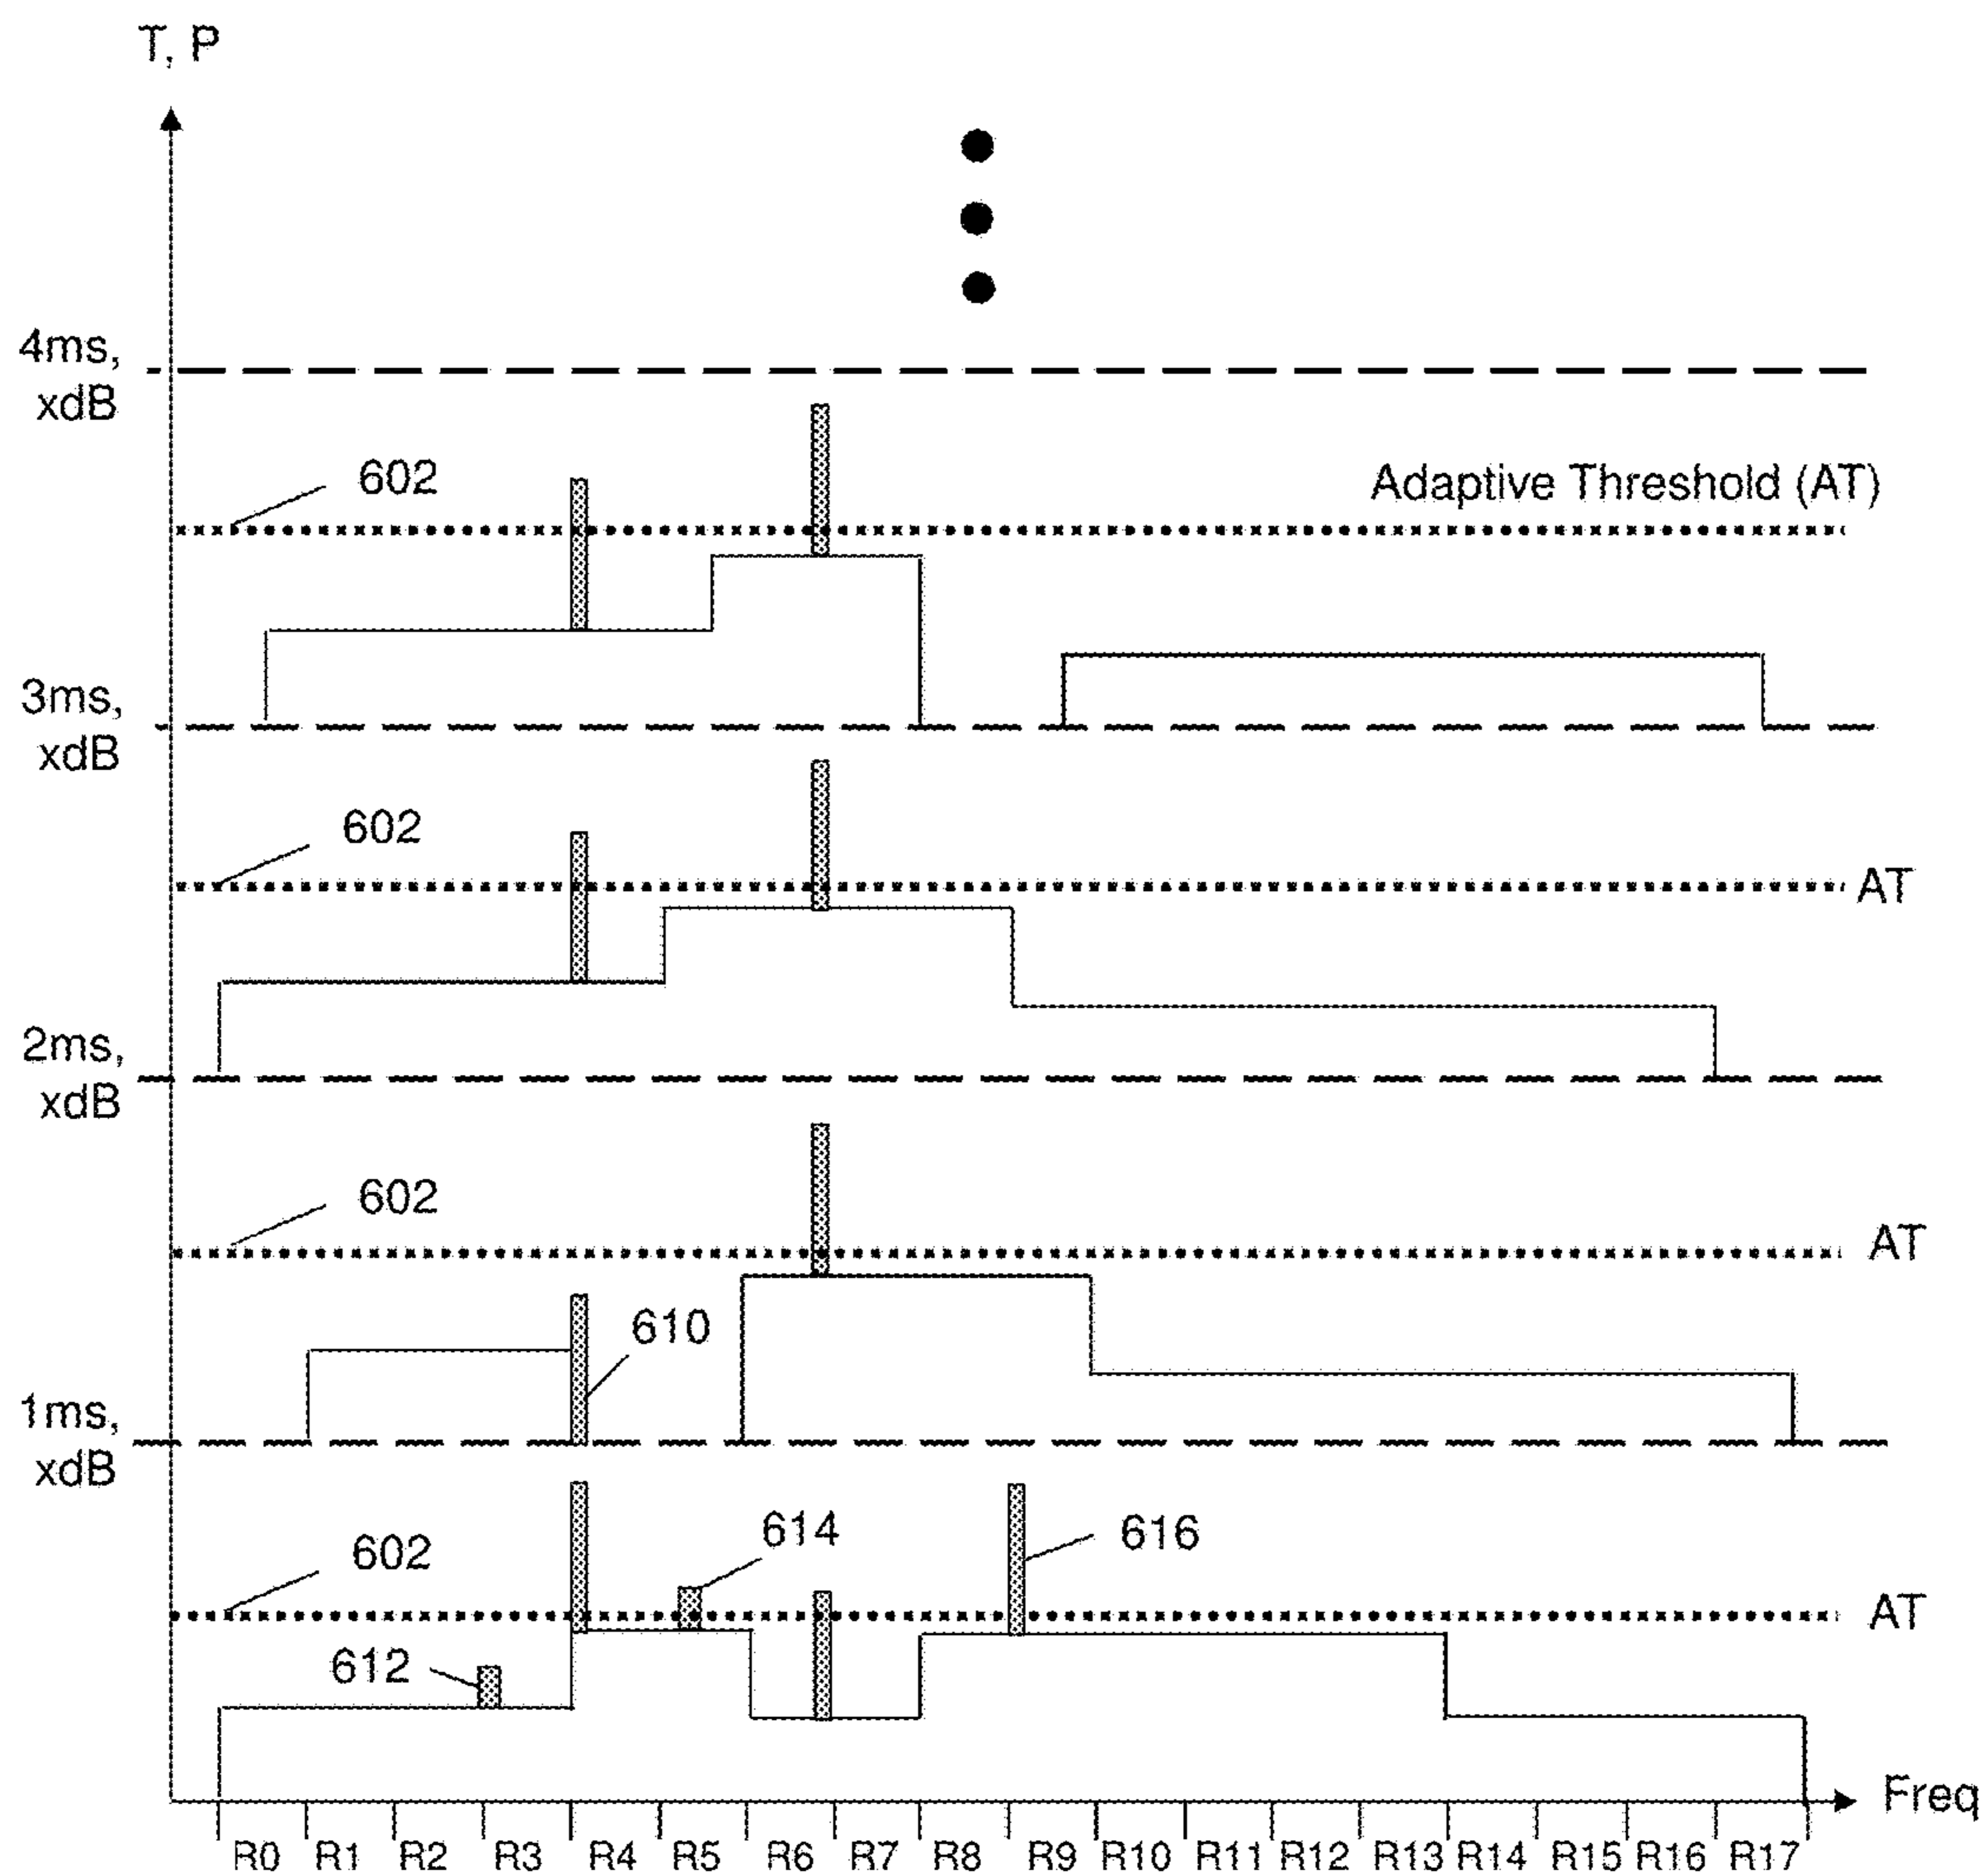 T, P
4ms,
xdB
602
Adaptive Threshold (AT)
3ms,
xdB
602
AT
2ms,
xdB
602
AT
610
1ms,
xdB
614
616
602
AT
612
Freq
R0 R1 R2 R3 R4 R5 R6 R7 R8 R9 R10 R11 R12 R13 R14 R15 R16 R17